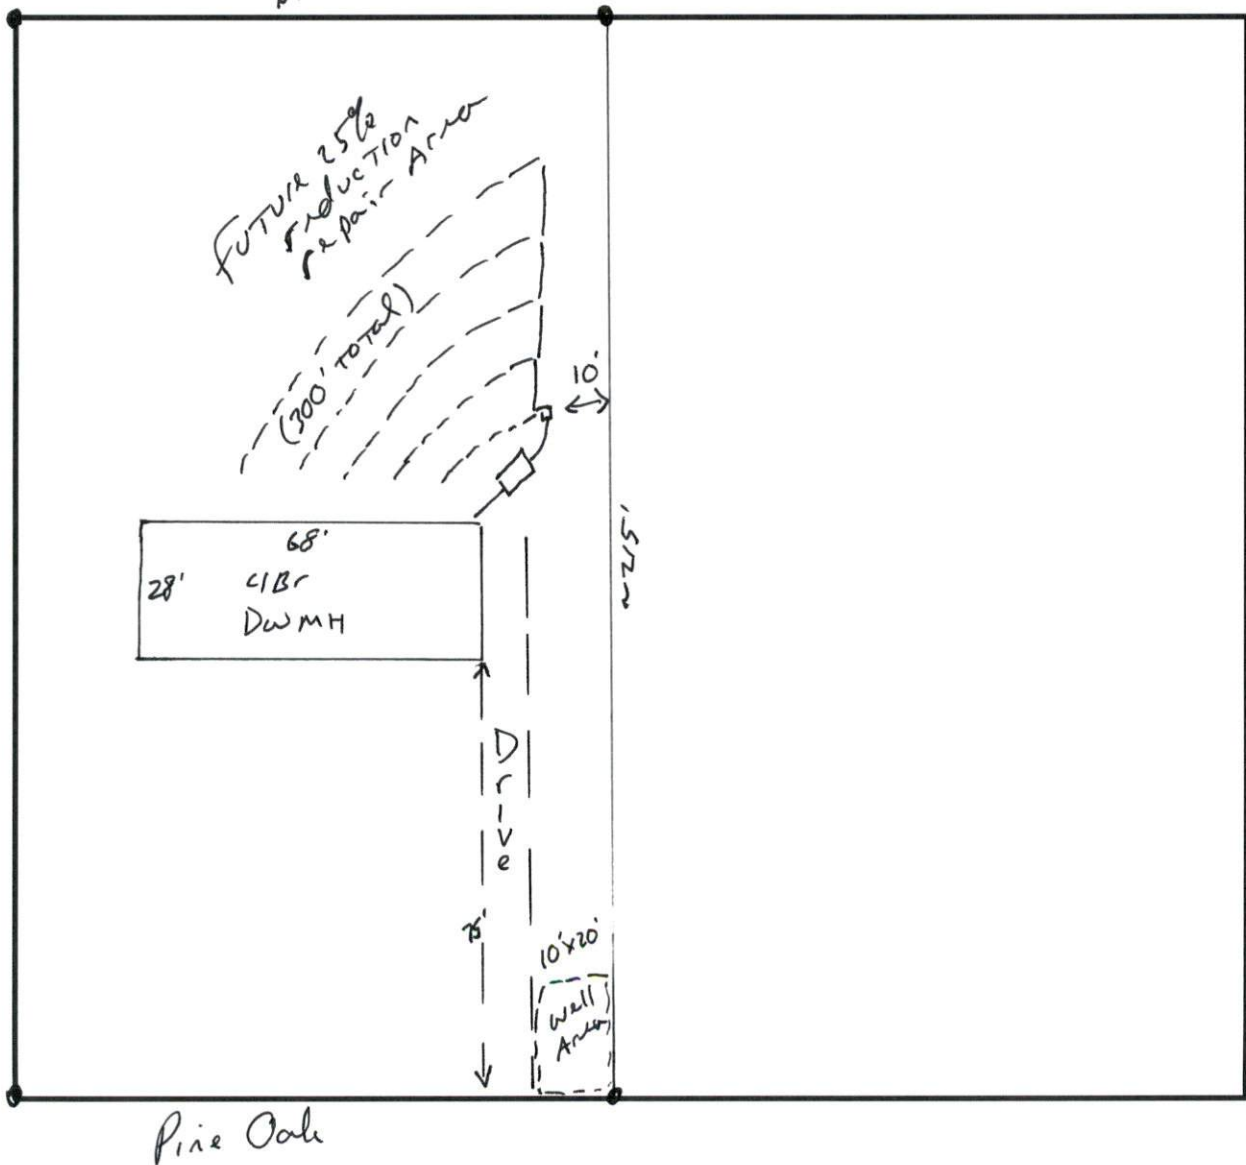 Future 25%
reduction
repair Area
(300' total)
10'
68'
28'
4Br
DWMH
~215'
Drive
75'
10'x20'
Well
Area
Pine Oak